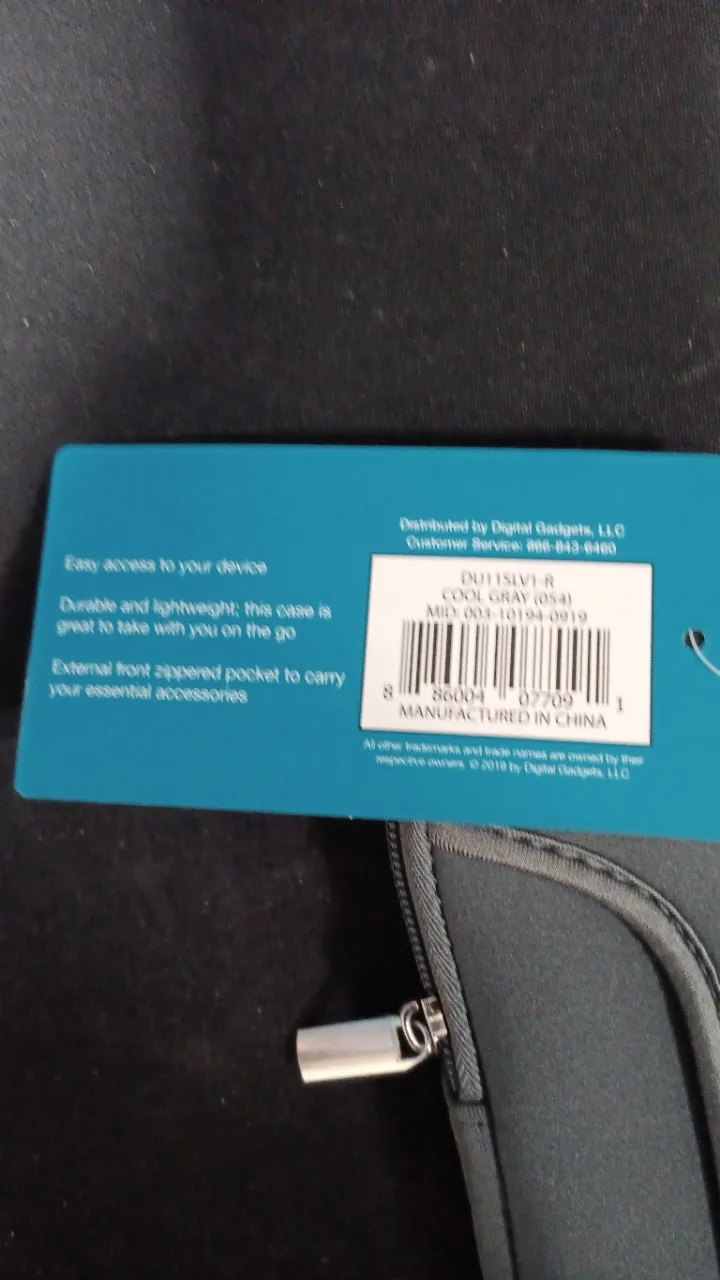 Easy access to your device
Durable and lightweight; this case is
great to take with you on the go
External front zippered pocket to carry
your essential accessories
Distributed by Digital Gadgets, LLC
Customer Service: 866-843-6460
DU11SLV1-R
COOL GRAY (054)
MID: 003-10194-0919
8 86004 07709 1
MANUFACTURED IN CHINA
All other trademarks and trade names are owned by their
respective owners. © 2019 by Digital Gadgets, LLC